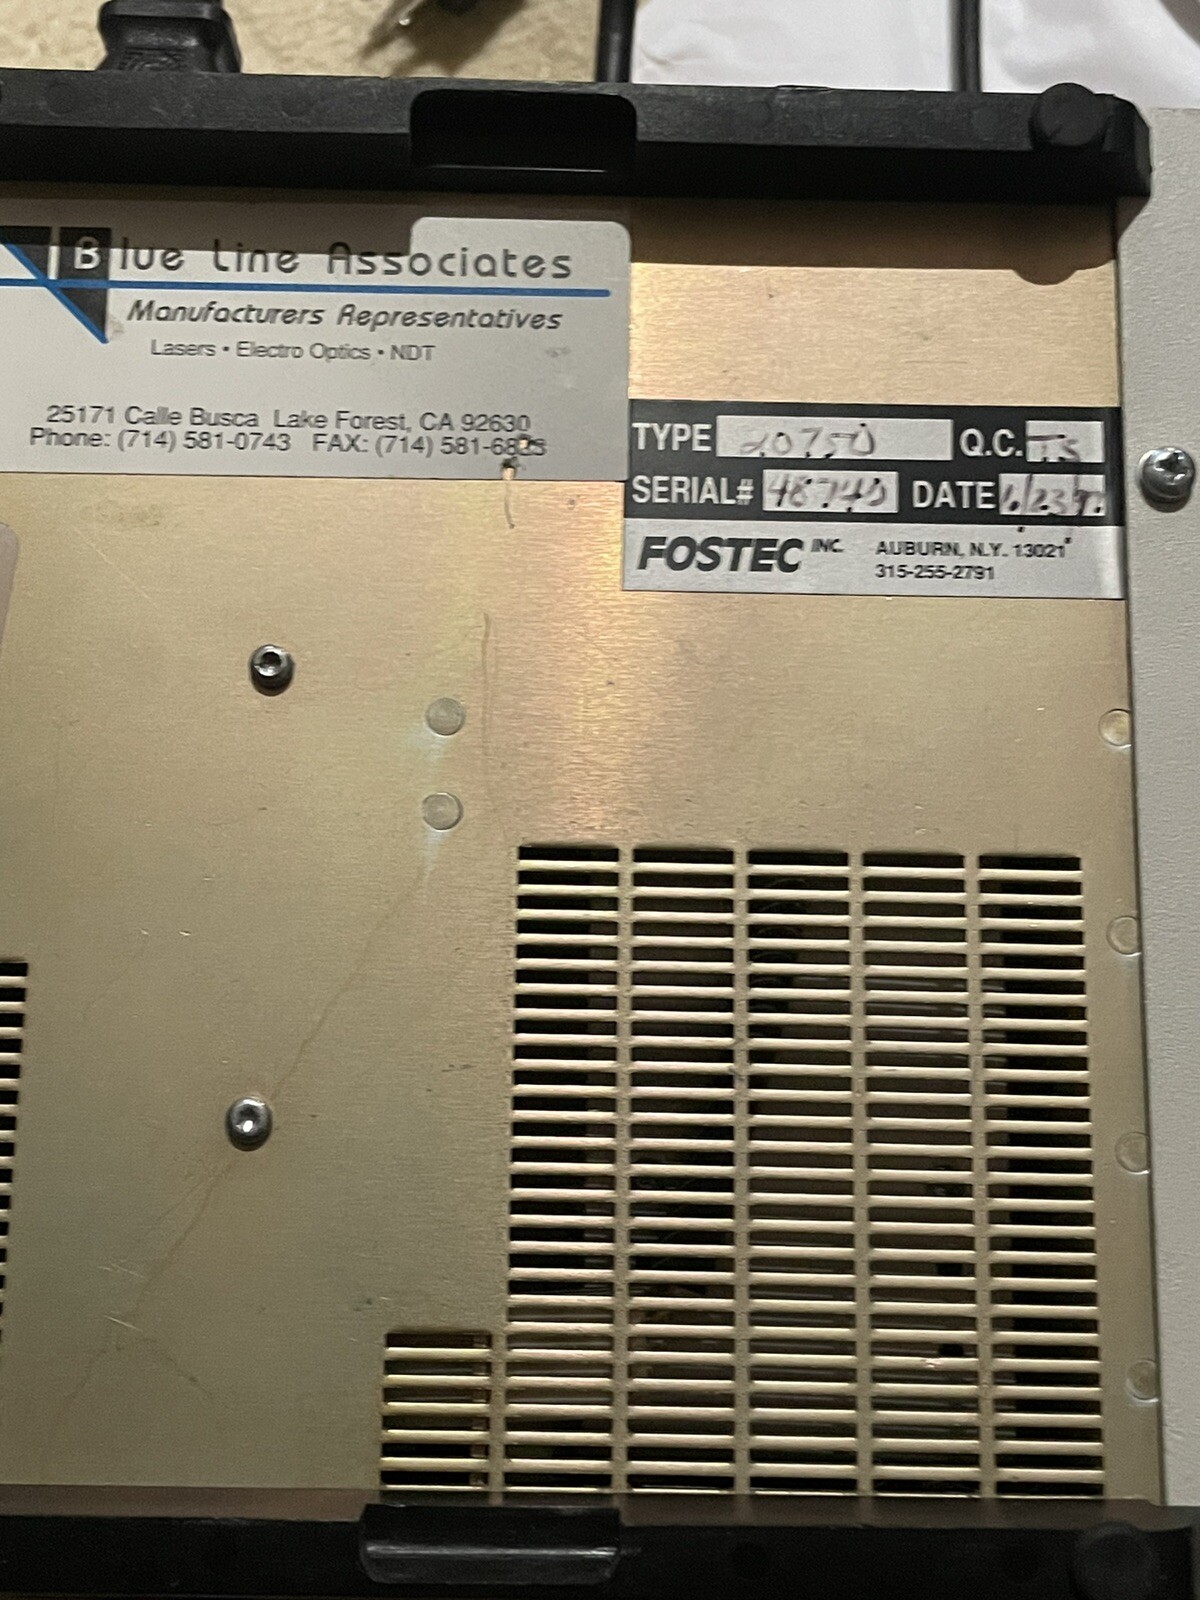 Blue Line Associates
Manufacturers Representatives
Lasers • Electro Optics • NDT
25171 Calle Busca Lake Forest, CA 92630
Phone: (714) 581-0743 FAX: (714) 581-6825
TYPE 20750 Q.C. TS
SERIAL# 48740 DATE
FOSTEC INC. AUBURN, N.Y. 13021
315-255-2791